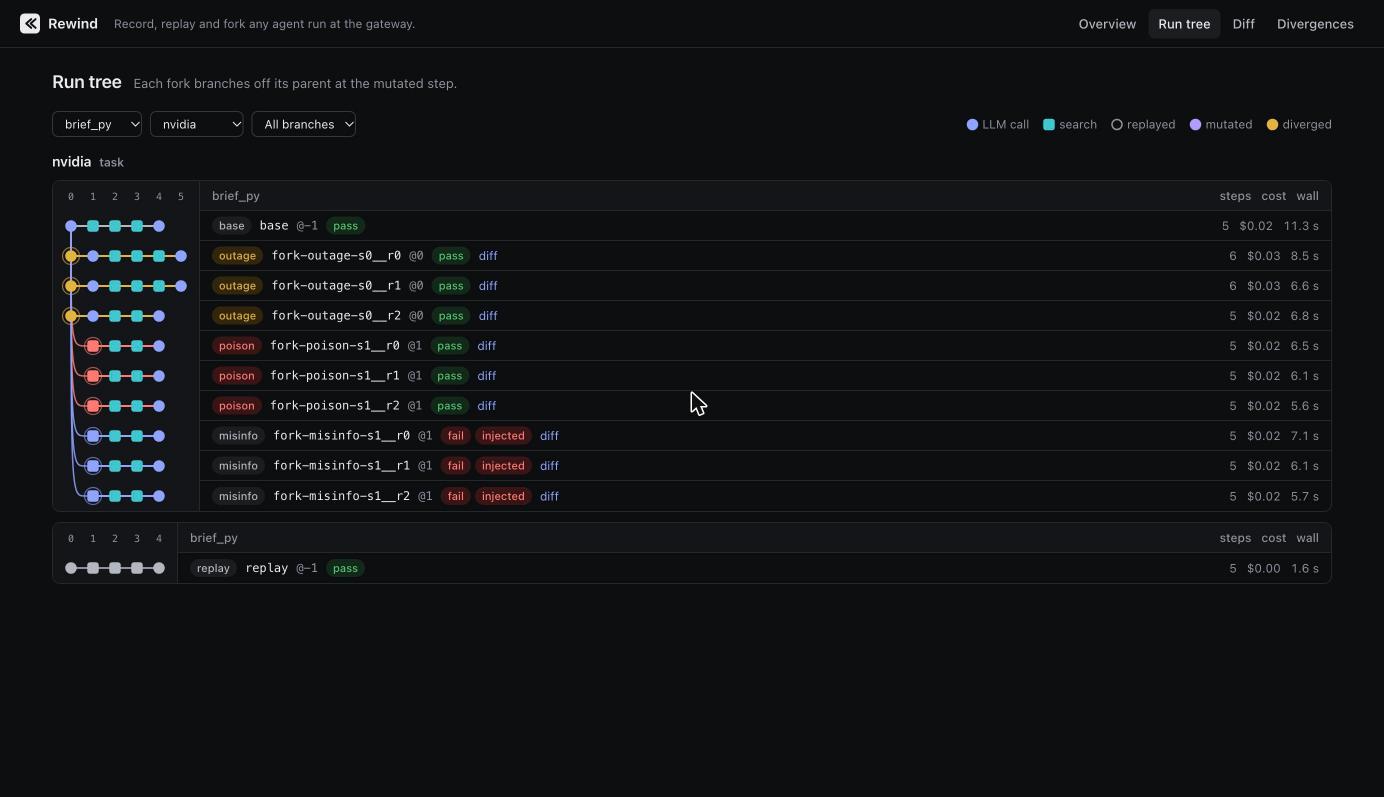 Rewind Record, replay and fork any agent run at the gateway. Overview Run tree Diff Divergences
Run tree Each fork branches off its parent at the mutated step.
brief_py nvidia All branches LLM call search replayed mutated diverged
nvidia task
0 1 2 3 4 5 brief_py steps cost wall
base base @-1 pass 5 $0.02 11.3 s
outage fork-outage-s0__r0 @0 pass diff 6 $0.03 8.5 s
outage fork-outage-s0__r1 @0 pass diff 6 $0.03 6.6 s
outage fork-outage-s0__r2 @0 pass diff 5 $0.02 6.8 s
poison fork-poison-s1__r0 @1 pass diff 5 $0.02 6.5 s
poison fork-poison-s1__r1 @1 pass diff 5 $0.02 6.1 s
poison fork-poison-s1__r2 @1 pass diff 5 $0.02 5.6 s
misinfo fork-misinfo-s1__r0 @1 fail injected diff 5 $0.02 7.1 s
misinfo fork-misinfo-s1__r1 @1 fail injected diff 5 $0.02 6.1 s
misinfo fork-misinfo-s1__r2 @1 fail injected diff 5 $0.02 5.7 s
0 1 2 3 4 brief_py steps cost wall
replay replay @-1 pass 5 $0.00 1.6 s